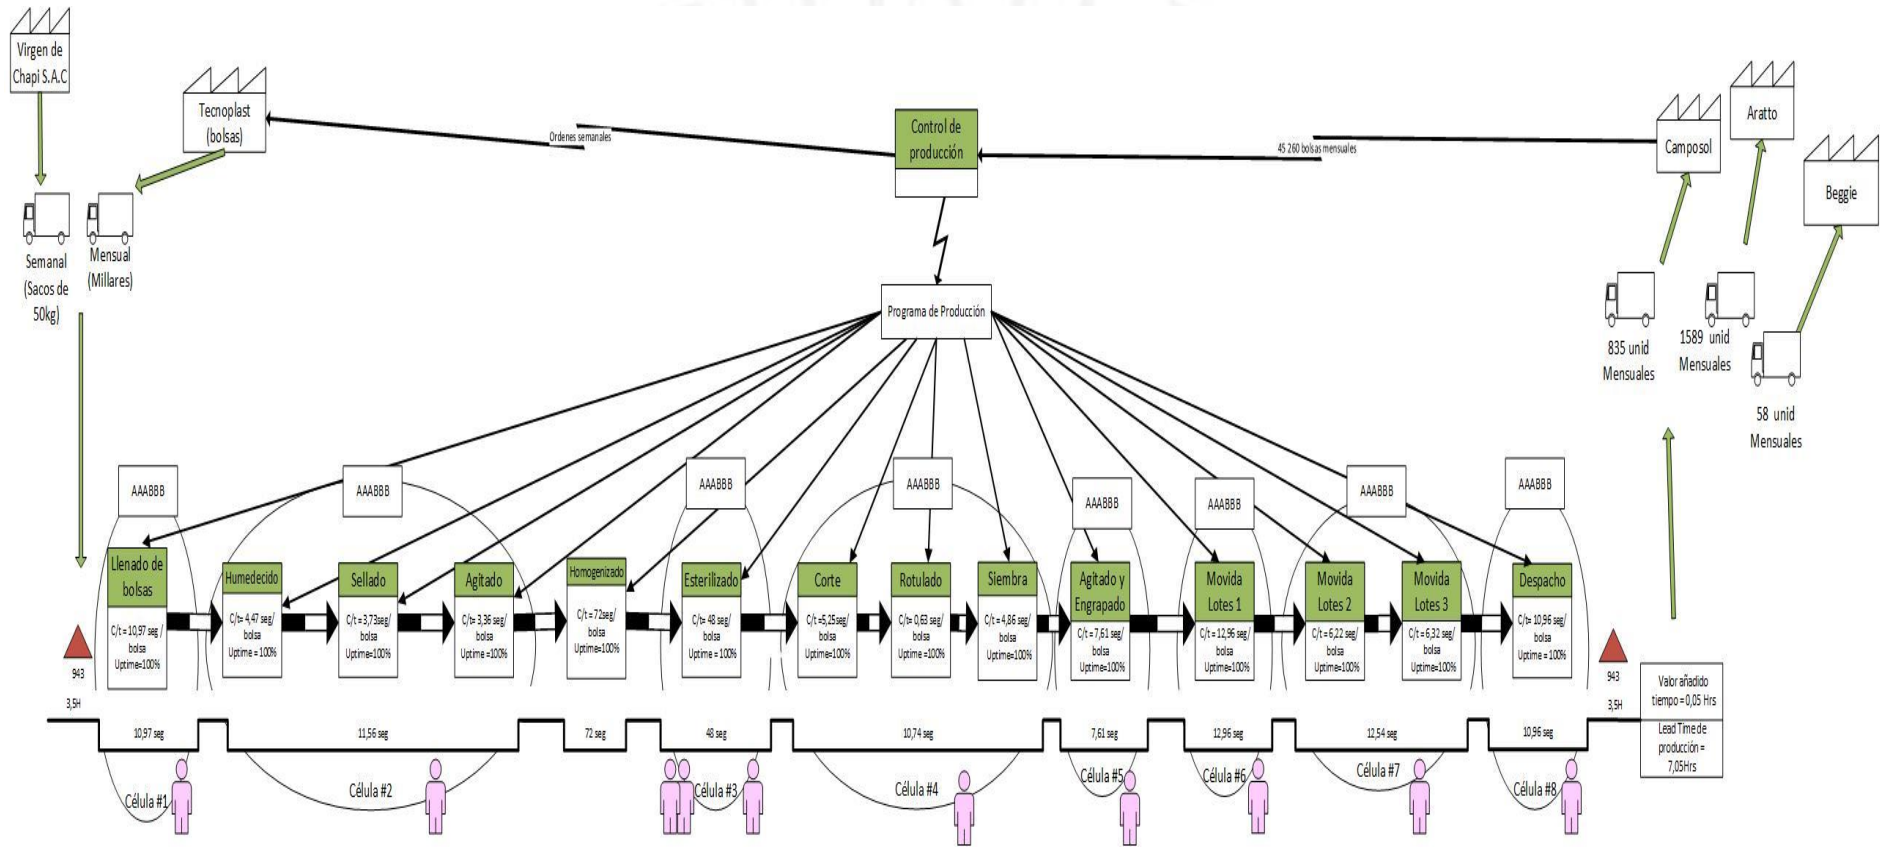 Virgen de
Chapi S.A.C
Tecnoplast
(bolsas)
Semanal
(Sacos de
50kg)
Mensual
(Millares)
Ordenes semanales
Control de
producción
45 260 bolsas mensuales
Camposol
Aratto
Beggie
835 unid
Mensuales
1589 unid
Mensuales
58 unid
Mensuales
Programa de Producción
AAABBB
AAABBB
AAABBB
AAABBB
AAABBB
AAABBB
AAABBB
AAABBB
Llenado de
bolsas
C/t = 10,97 seg /
bolsa
Uptime=100%
Humedecido
C/t= 4,47 seg/
bolsa
Uptime = 100%
Sellado
C/t =3,73seg/
bolsa
Uptime=100%
Agitado
C/t= 3,36 seg/
bolsa
Uptime =100%
Homogenizado
C/t= 72seg/
bolsa
Uptime=100%
Esterilizado
C/t= 48 seg/
bolsa
Uptime = 100%
Corte
C/t =5,25seg/
bolsa
Uptime=100%
Rotulado
C/t= 0,63 seg/
bolsa
Uptime=100%
Siembra
C/t = 4,86 seg/
bolsa
Uptime=100%
Agitado y
Engrapado
C/t = 7,61 seg/
bolsa
Uptime=100%
Movida
Lotes 1
C/t = 12,96 seg/
bolsa
Uptime=100%
Movida
Lotes 2
C/t = 6,22 seg/
bolsa
Uptime=100%
Movida
Lotes 3
C/t = 6,32 seg/
bolsa
Uptime=100%
Despacho
C/t= 10,96 seg/
bolsa
Uptime = 100%
943
3,5H
943
3,5H
10,97 seg
11,56 seg
72 seg
48 seg
10,74 seg
7,61 seg
12,96 seg
12,54 seg
10,96 seg
Valor añadido
tiempo = 0,05 Hrs
Lead Time de
producción =
7,05Hrs
Célula #1
Célula #2
Célula #3
Célula #4
Célula #5
Célula #6
Célula #7
Célula #8